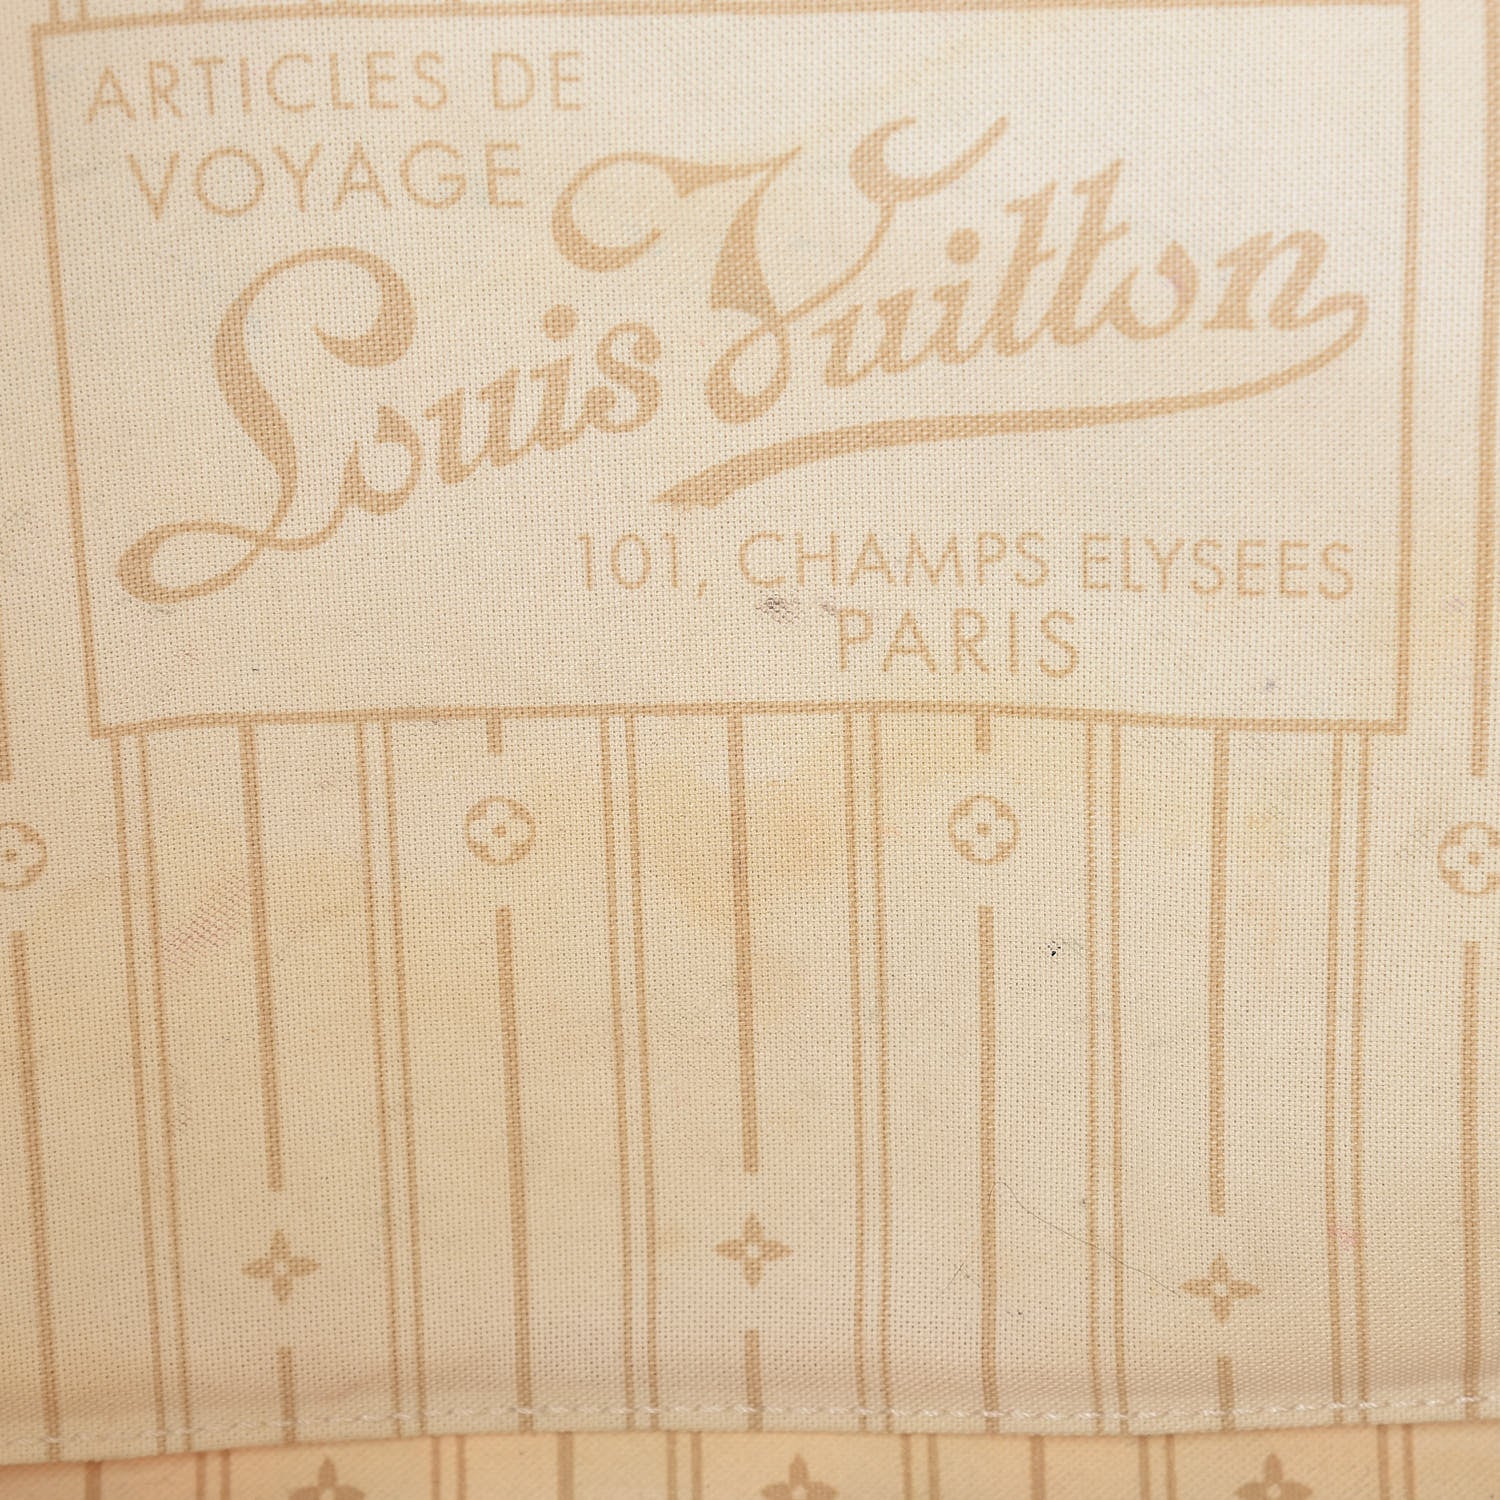 ARTICLES DE
VOYAGE
Louis Vuitton
101, CHAMPS ELYSEES
PARIS